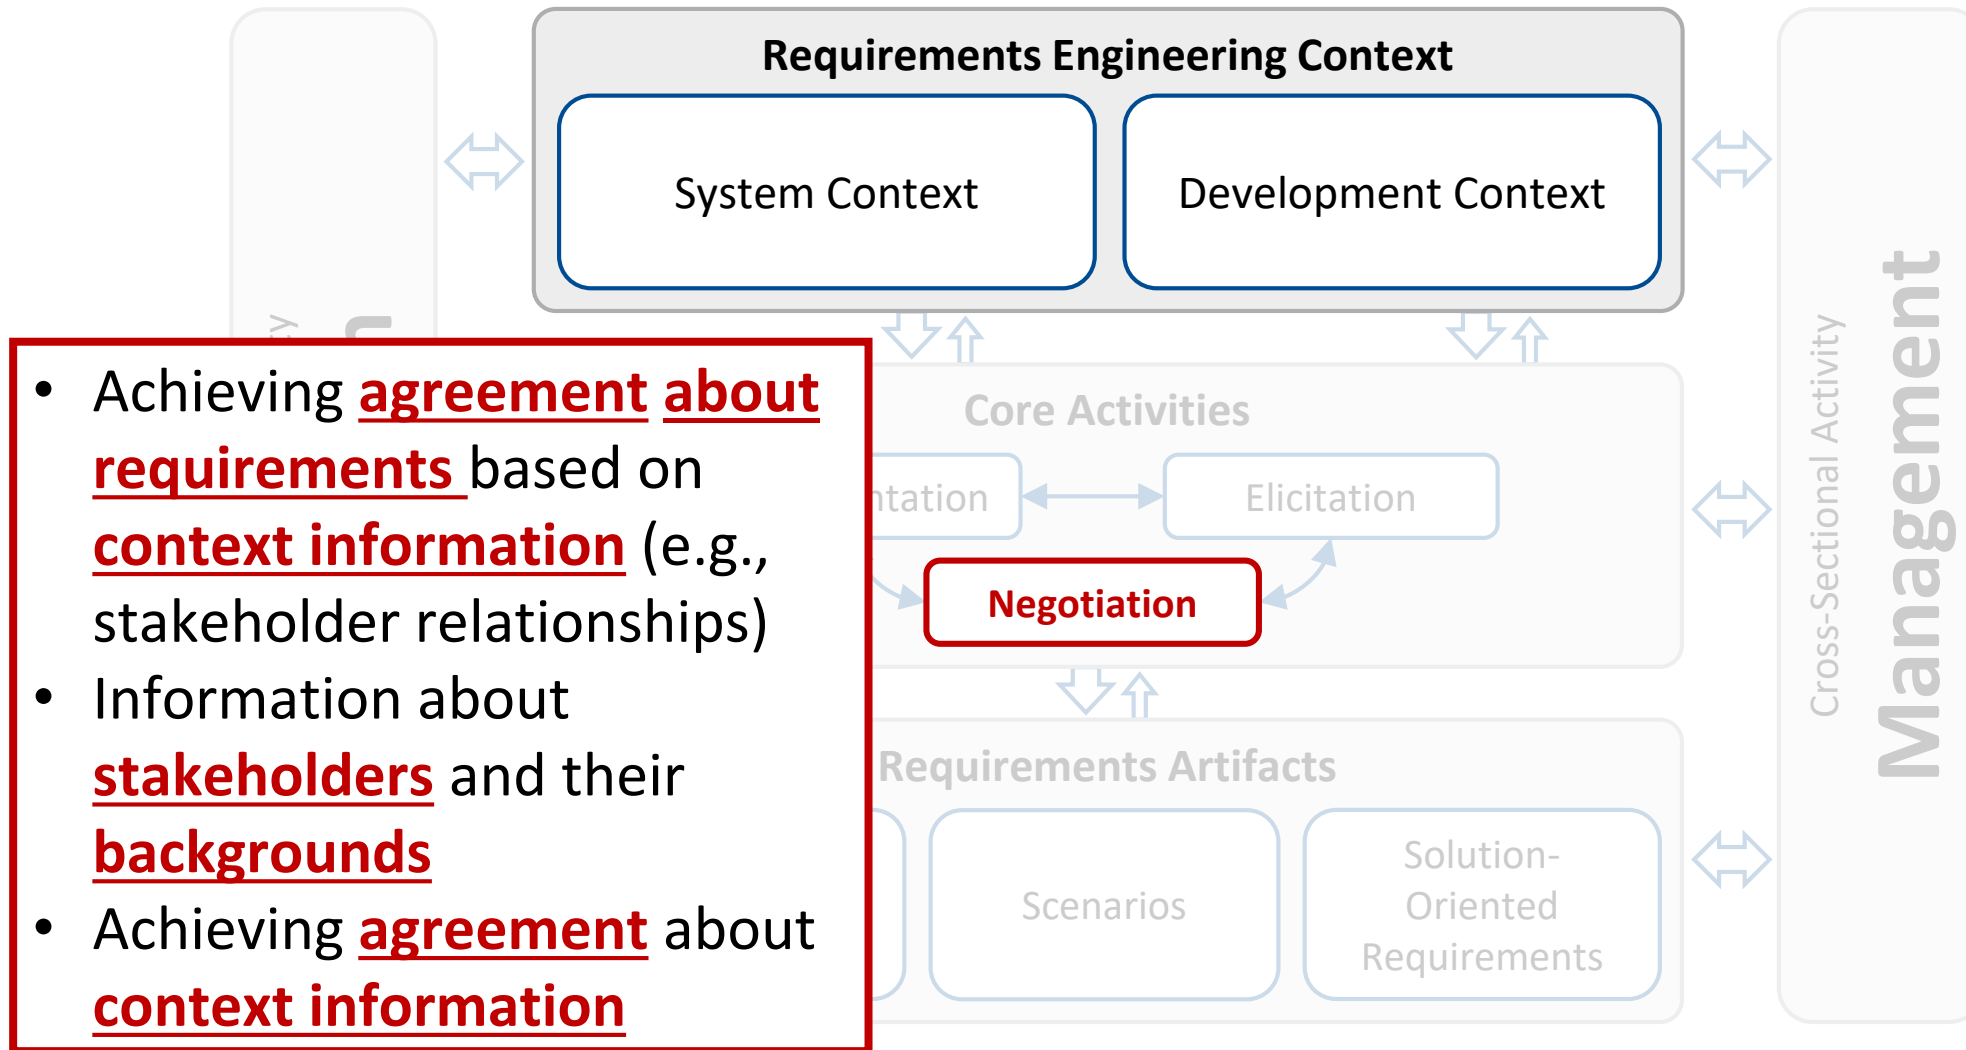 Requirements Engineering Context
System Context
Development Context
• Achieving agreement about
requirements based on
context information (e.g.,
stakeholder relationships)
• Information about
stakeholders and their
backgrounds
• Achieving agreement about
context information
Core Activities
ntation
Elicitation
Negotiation
Requirements Artifacts
Scenarios
Solution-
Oriented
Requirements
Cross-Sectional Activity
Management